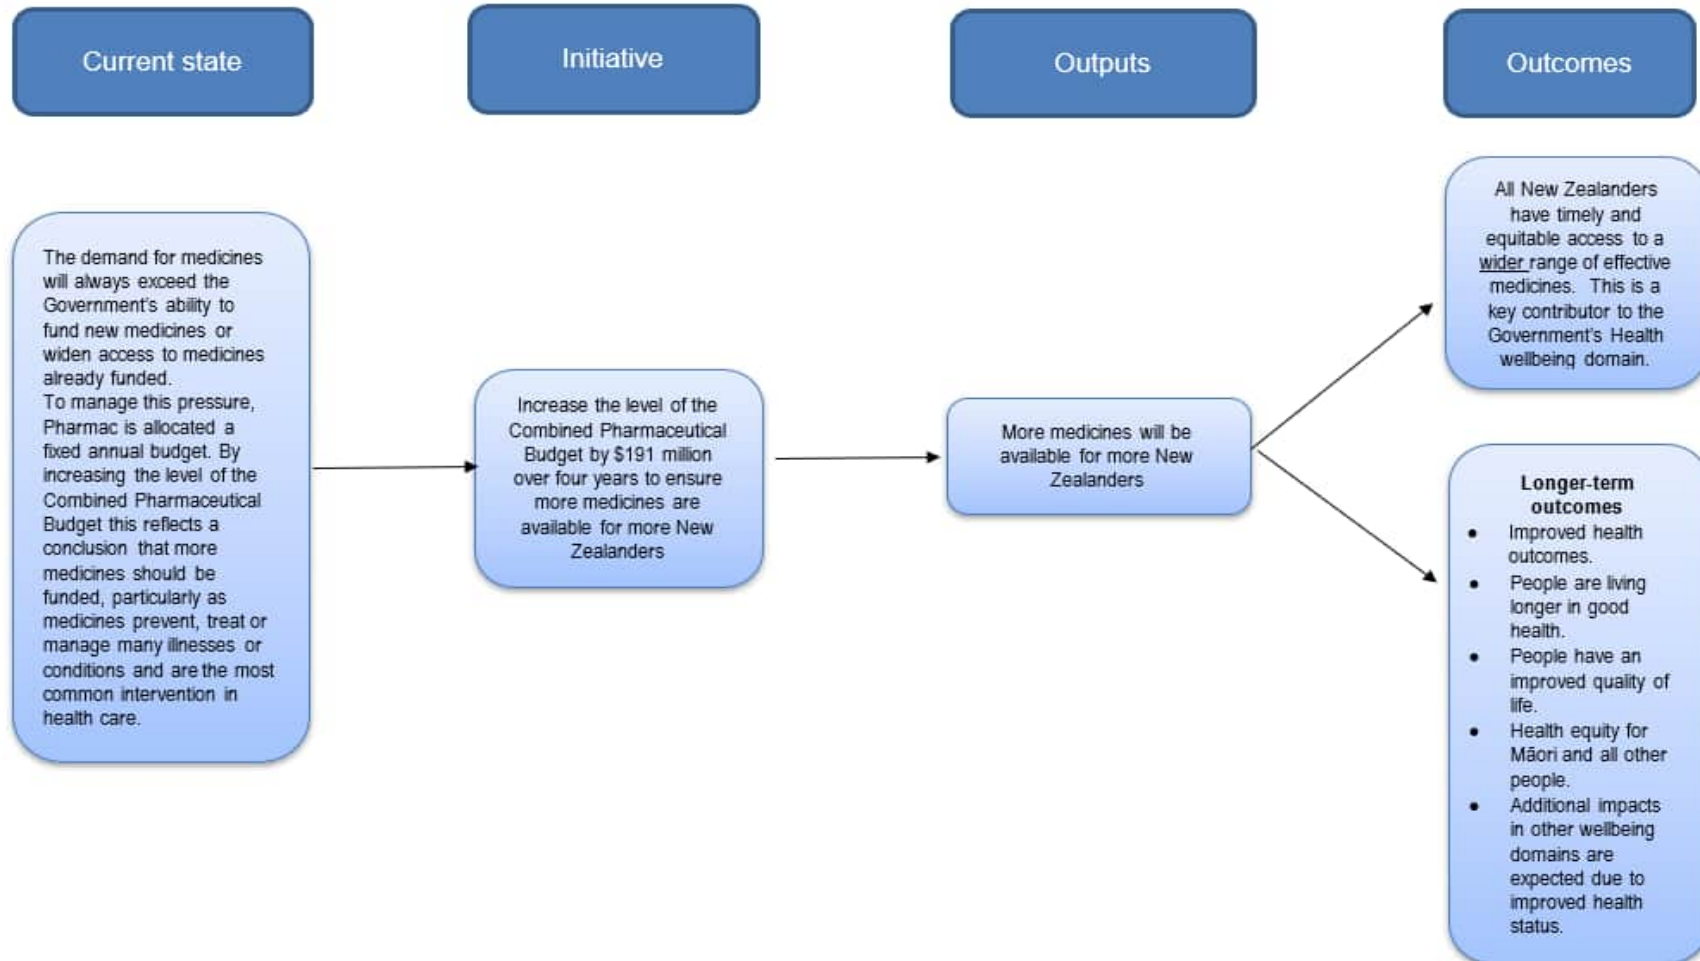 Current state
Initiative
Outputs
Outcomes
The demand for medicines
will always exceed the
Government's ability to
fund new medicines or
widen access to medicines
already funded.
To manage this pressure,
Pharmac is allocated a
fixed annual budget. By
increasing the level of the
Combined Pharmaceutical
Budget this reflects a
conclusion that more
medicines should be
funded, particularly as
medicines prevent, treat or
manage many illnesses or
conditions and are the most
common intervention in
health care.
Increase the level of the
Combined Pharmaceutical
Budget by $191 million
over four years to ensure
more medicines are
available for more New
Zealanders
More medicines will be
available for more New
Zealanders
All New Zealanders
have timely and
equitable access to a
wider range of effective
medicines. This is a
key contributor to the
Government's Health
wellbeing domain.
Longer-term
outcomes
• Improved health
outcomes.
• People are living
longer in good
health.
• People have an
improved quality of
life.
• Health equity for
Māori and all other
people.
• Additional impacts
in other wellbeing
domains are
expected due to
improved health
status.